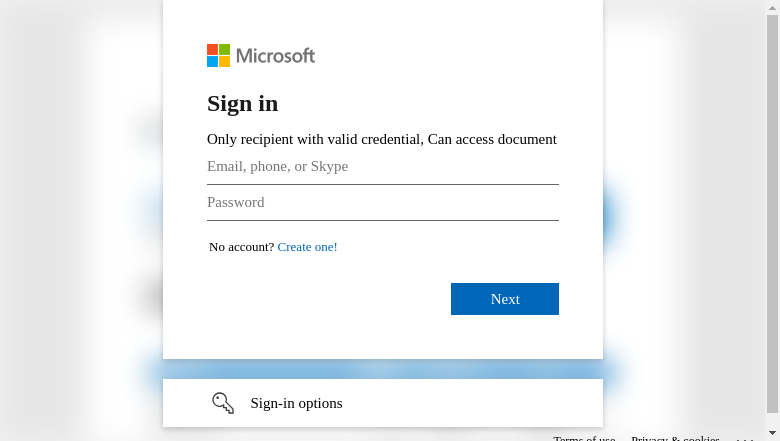 Microsoft
Sign in
Only recipient with valid credential, Can access document
Email, phone, or Skype
Password
No account? Create one!
Next
Sign-in options
Terms of use Privacy & cookies ...